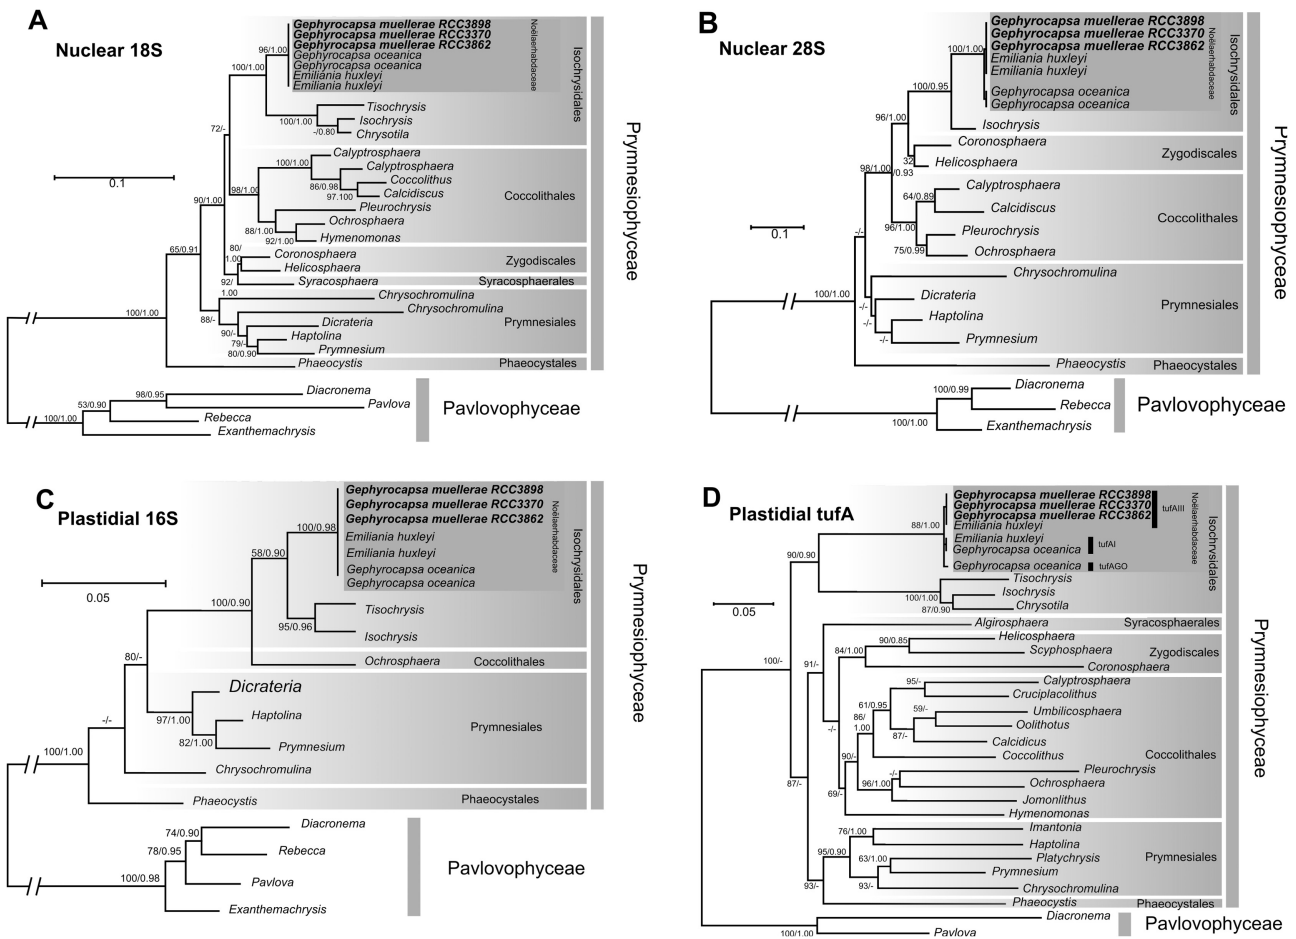 A
Nuclear 18S
Gephyrocapsa muellerae RCC3898
Gephyrocapsa muellerae RCC3370
Gephyrocapsa muellerae RCC3862
Gephyrocapsa oceanica
Gephyrocapsa oceanica
Emiliania huxleyi
Emiliania huxleyi
Noëlaerhabdaceae
Isochrysidales
96/1.00
100/1.00
Tisochrysis
Isochrysis
Chrysotila
100/1.00
-/0.80
72/-
0.1
Calyptrosphaera
Calyptrosphaera
Coccolithus
Calcidiscus
Pleurochrysis
Ochrosphaera
Hymenomonas
Coccolithales
100/1.00
86/0.98
97.100
98/1.00
88/1.00
92/1.00
90/1.00
65/0.91
80/
1.00
Coronosphaera
Helicosphaera
Zygodiscales
92/
1.00
Syracosphaera
Syracosphaerales
Chrysochromulina
Chrysochromulina
Dicrateria
Haptolina
Prymnesium
Prymnesiales
88/-
90/-
79/-
80/0.90
Phaeocystis
Phaeocystales
Prymnesiophyceae
100/1.00
Diacronema
Pavlova
Rebecca
Exanthemachrysis
98/0.95
53/0.90
100/1.00
Pavlovophyceae
B
Nuclear 28S
Gephyrocapsa muellerae RCC3898
Gephyrocapsa muellerae RCC3370
Gephyrocapsa muellerae RCC3862
Emiliania huxleyi
Emiliania huxleyi
Gephyrocapsa oceanica
Gephyrocapsa oceanica
Noëlaerhabdaceae
Isochrysidales
100/1.00
100/0.95
Isochrysis
96/1.00
Coronosphaera
Helicosphaera
Zygodiscales
32
/0.93
98/1.00
Calyptrosphaera
Calcidiscus
Pleurochrysis
Ochrosphaera
Coccolithales
64/0.89
96/1.00
75/0.99
0.1
-/-
Chrysochromulina
Dicrateria
Haptolina
Prymnesium
Prymnesiales
-/-
-/-
-/-
100/1.00
Phaeocystis
Phaeocystales
Prymnesiophyceae
Diacronema
Rebecca
Exanthemachrysis
100/0.99
100/1.00
Pavlovophyceae
C
Plastidial 16S
Gephyrocapsa muellerae RCC3898
Gephyrocapsa muellerae RCC3370
Gephyrocapsa muellerae RCC3862
Emiliania huxleyi
Emiliania huxleyi
Gephyrocapsa oceanica
Gephyrocapsa oceanica
Noëlaerhabdaceae
Isochrysidales
100/0.98
58/0.90
0.05
Tisochrysis
Isochrysis
95/0.96
100/0.90
Ochrosphaera
Coccolithales
80/-
Dicrateria
Haptolina
Prymnesium
Chrysochromulina
Prymnesiales
97/1.00
82/1.00
-/-
100/1.00
Phaeocystis
Phaeocystales
Prymnesiophyceae
Diacronema
Rebecca
Pavlova
Exanthemachrysis
74/0.90
78/0.95
100/0.98
Pavlovophyceae
D
Plastidial tufA
Gephyrocapsa muellerae RCC3898
Gephyrocapsa muellerae RCC3370
Gephyrocapsa muellerae RCC3862
Emiliania huxleyi
tufAIII
Emiliania huxleyi
Gephyrocapsa oceanica
tufAI
Gephyrocapsa oceanica
tufAGO
Noëlaerhabdaceae
Isochrysidales
88/1.00
90/0.90
Tisochrysis
Isochrysis
Chrysotila
100/1.00
87/0.90
0.05
Algirosphaera
Syracosphaerales
Helicosphaera
Scyphosphaera
Coronosphaera
Zygodiscales
90/0.85
84/1.00
91/-
100/-
Calyptrosphaera
Cruciplacolithus
Umbilicosphaera
Oolithotus
Calcidicus
Coccolithus
Pleurochrysis
Ochrosphaera
Jomonlithus
Hymenomonas
Coccolithales
95/-
61/0.95
59/-
86/
1.00
87/-
-/-
90/-
-/-
96/1.00
69/-
87/-
Imantonia
Haptolina
Platychrysis
Prymnesium
Chrysochromulina
Prymnesiales
76/1.00
95/0.90
63/1.00
93/-
93/-
Phaeocystis
Phaeocystales
Prymnesiophyceae
Diacronema
Pavlova
100/1.00
Pavlovophyceae